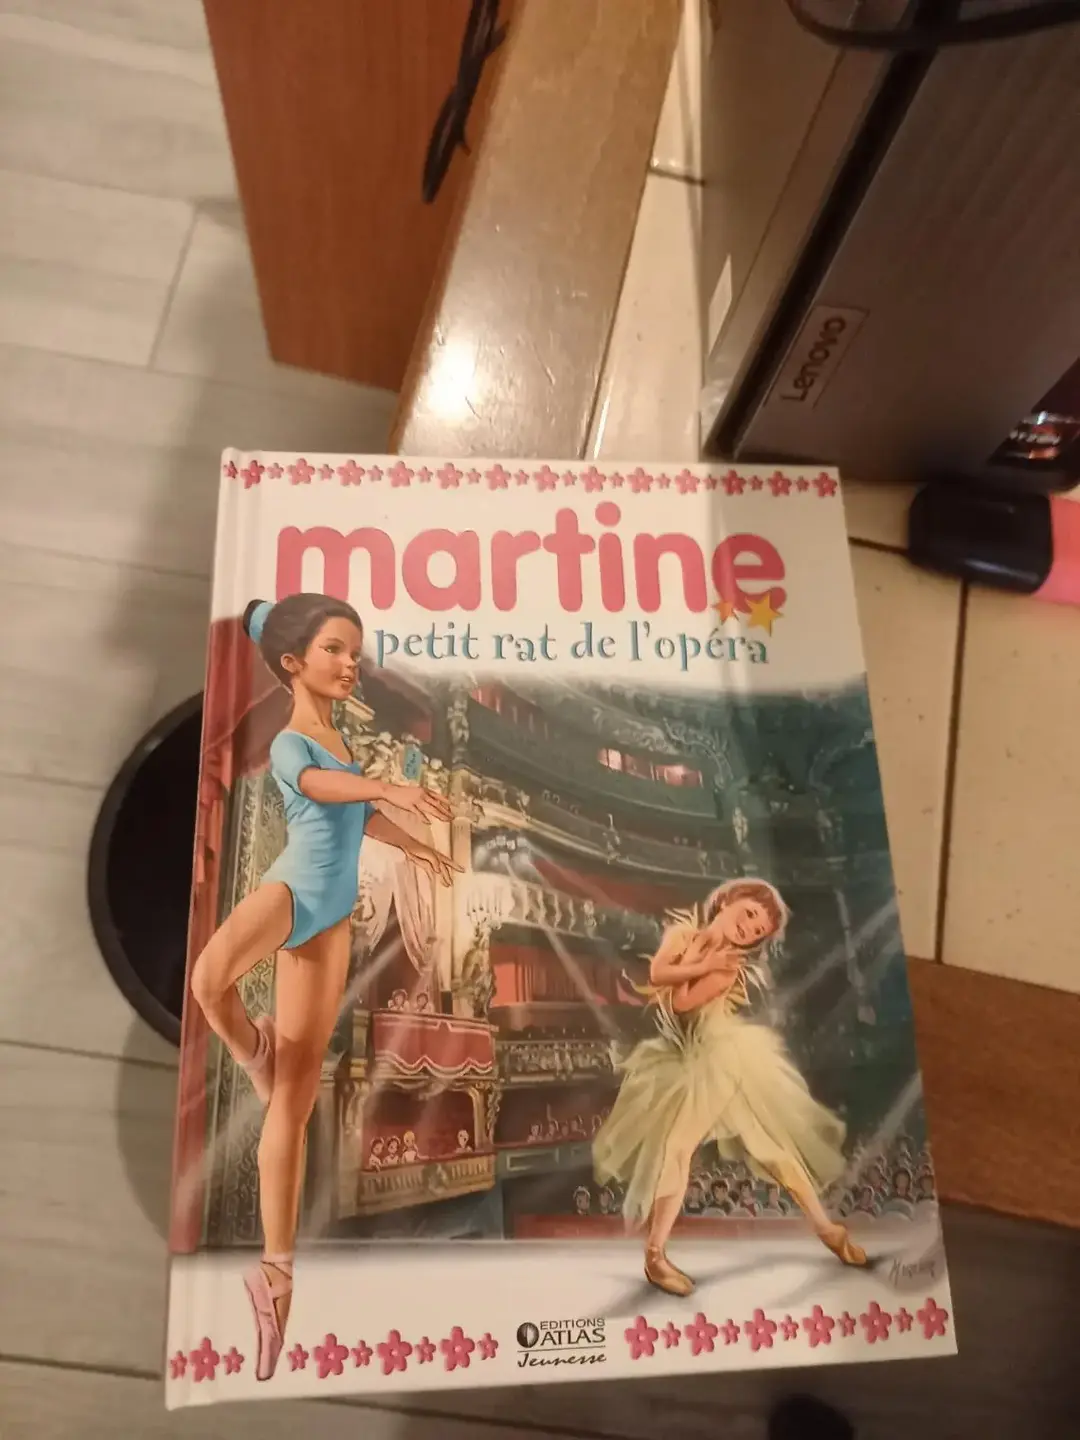 Lenovo
martine
petit rat de l'opéra
EDITIONS
ATLAS
Jeunesse